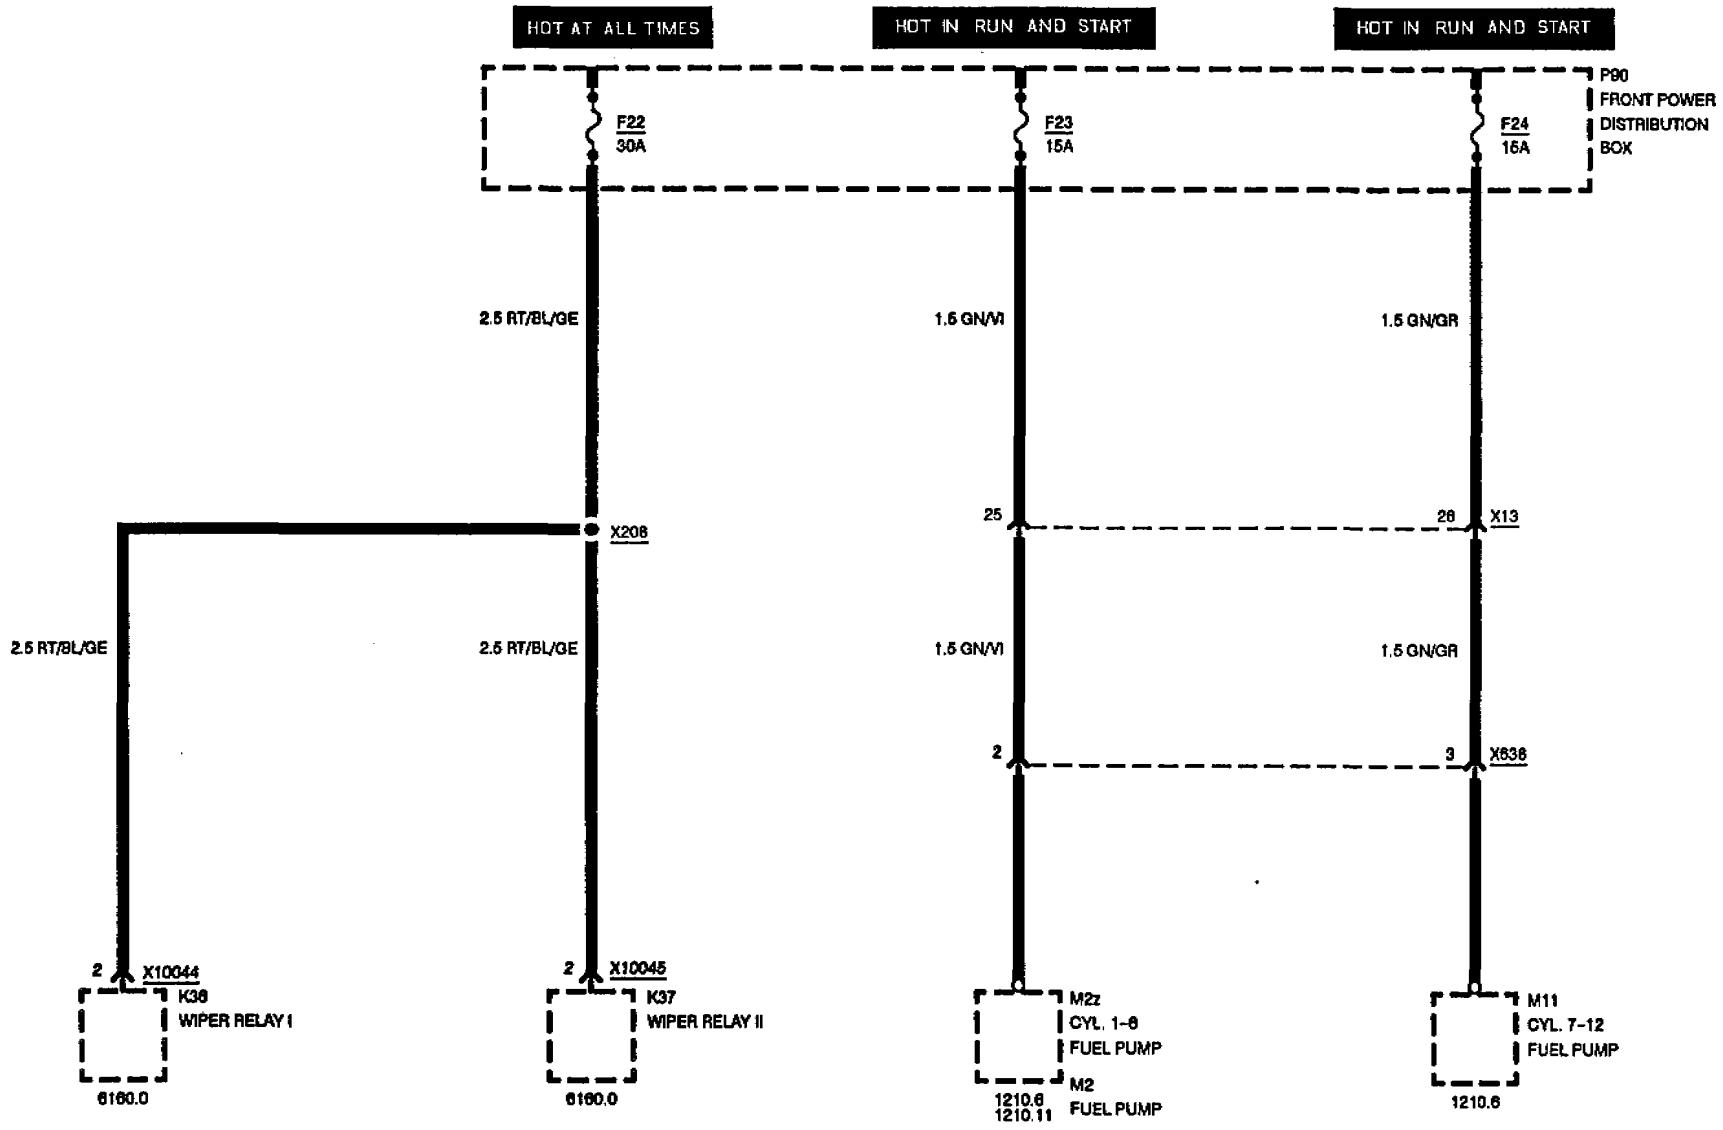 HOT AT ALL TIMES
HOT IN RUN AND START
HOT IN RUN AND START
P90
FRONT POWER
DISTRIBUTION
BOX
F22
30A
F23
15A
F24
15A
2.5 RT/BL/GE
1.5 GN/VI
1.5 GN/GR
X208
25
26
X13
2.5 RT/BL/GE
2.5 RT/BL/GE
1.5 GN/VI
1.5 GN/GR
2
3
X638
2
X10044
K36
WIPER RELAY I
6160.0
2
X10045
K37
WIPER RELAY II
6160.0
M2z
CYL. 1-6
FUEL PUMP
M2
FUEL PUMP
1210.6
1210.11
M11
CYL. 7-12
FUEL PUMP
1210.6